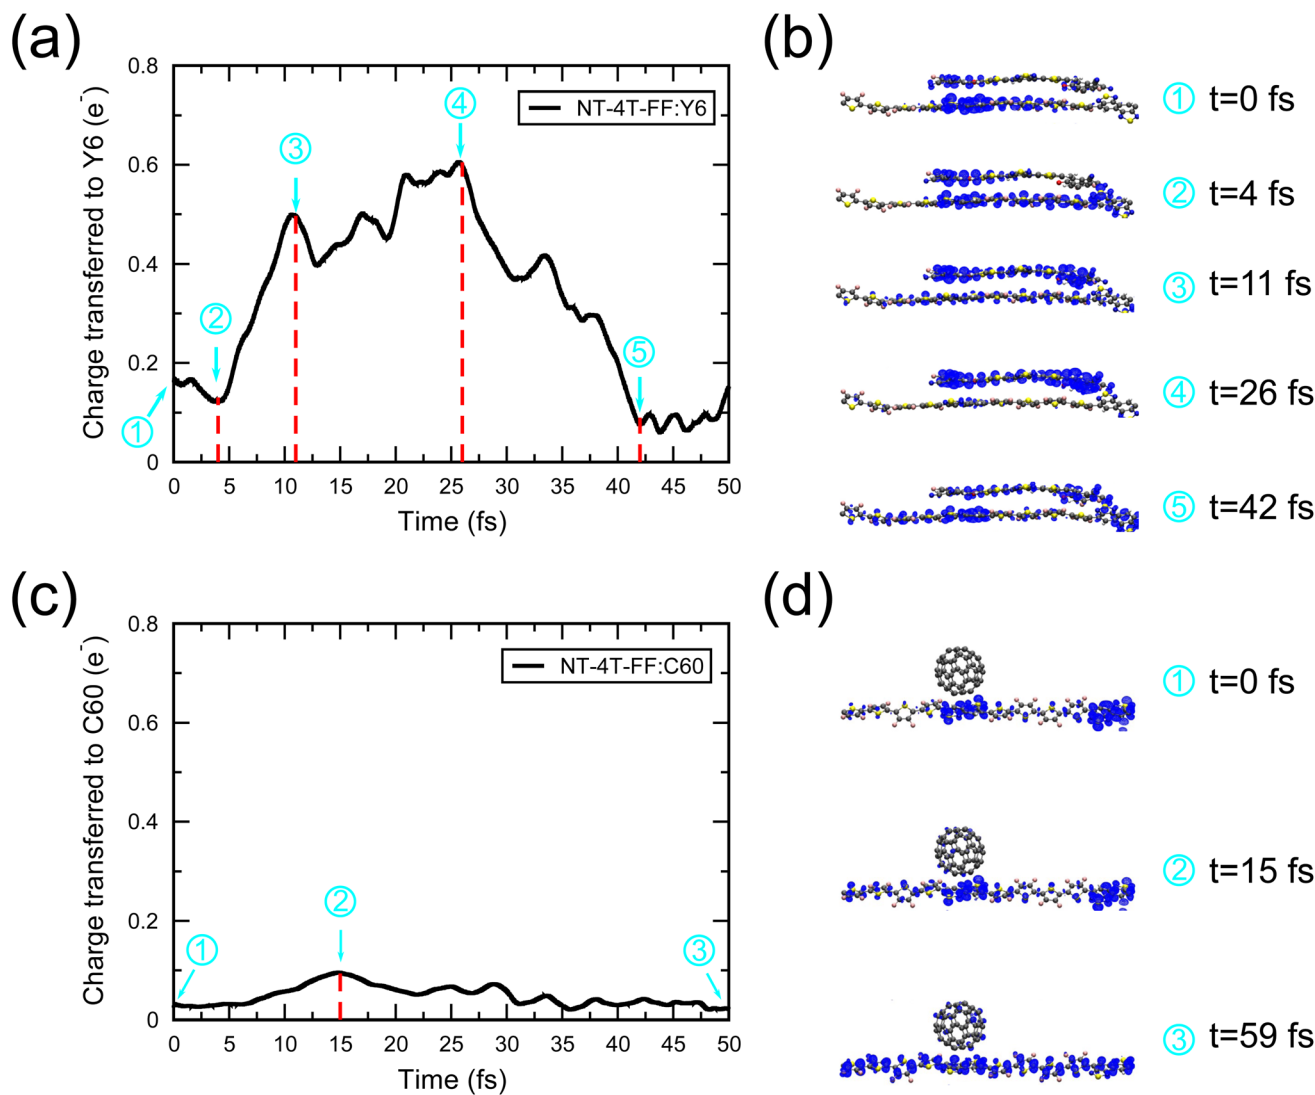 (a)
0.8
0.6
0.4
0.2
0
Charge transferred to Y6 (e⁻)
NT-4T-FF:Y6
1
2
3
4
5
0 5 10 15 20 25 30 35 40 45 50
Time (fs)
(b)
1 t=0 fs
2 t=4 fs
3 t=11 fs
4 t=26 fs
5 t=42 fs
(c)
0.8
0.6
0.4
0.2
0
Charge transferred to C60 (e⁻)
NT-4T-FF:C60
1
2
3
0 5 10 15 20 25 30 35 40 45 50
Time (fs)
(d)
1 t=0 fs
2 t=15 fs
3 t=59 fs